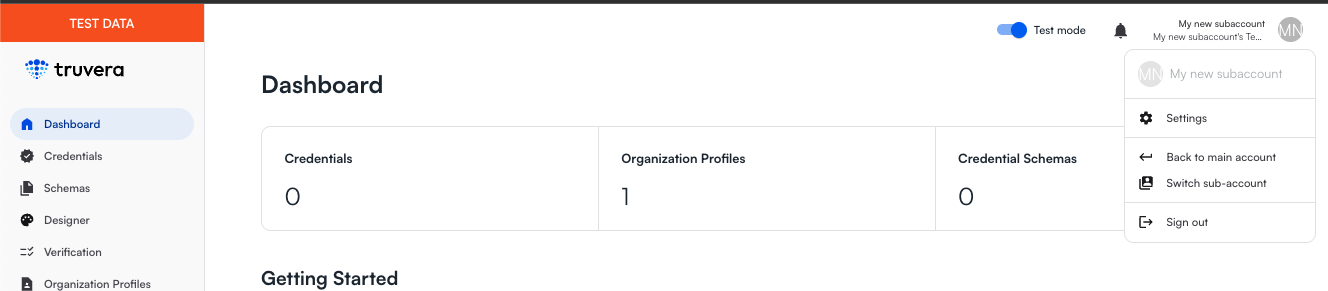 TEST DATA
truvera
Dashboard
Credentials
Schemas
Designer
Verification
Organization Profiles
Test mode
My new subaccount
My new subaccount's Te...
MN
Dashboard
Credentials
0
Organization Profiles
1
Credential Schemas
0
Getting Started
MN My new subaccount
Settings
Back to main account
Switch sub-account
Sign out